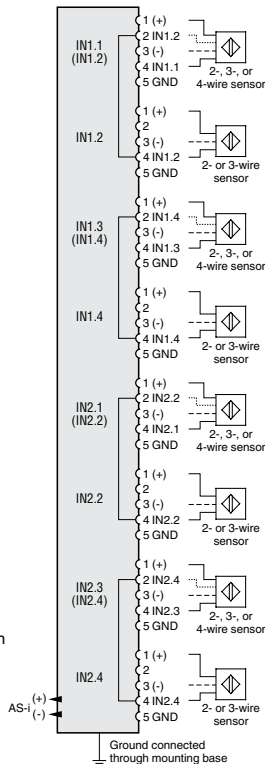 1 (+)
IN1.1
(IN1.2)
2 IN1.2
3 (-)
4 IN1.1
5 GND
2-, 3-, or
4-wire sensor
1 (+)
IN1.2
2
3 (-)
4 IN1.2
5 GND
2- or 3-wire
sensor
1 (+)
IN1.3
(IN1.4)
2 IN1.4
3 (-)
4 IN1.3
5 GND
2-, 3-, or
4-wire sensor
1 (+)
IN1.4
2
3 (-)
4 IN1.4
5 GND
2- or 3-wire
sensor
1 (+)
IN2.1
(IN2.2)
2 IN2.2
3 (-)
4 IN2.1
5 GND
2-, 3-, or
4-wire sensor
1 (+)
IN2.2
2
3 (-)
4 IN2.2
5 GND
2- or 3-wire
sensor
1 (+)
IN2.3
(IN2.4)
2 IN2.4
3 (-)
4 IN2.3
5 GND
2-, 3-, or
4-wire sensor
1 (+)
IN2.4
2
3 (-)
4 IN2.4
5 GND
2- or 3-wire
sensor
AS-i (+)
(-)
Ground connected
through mounting base